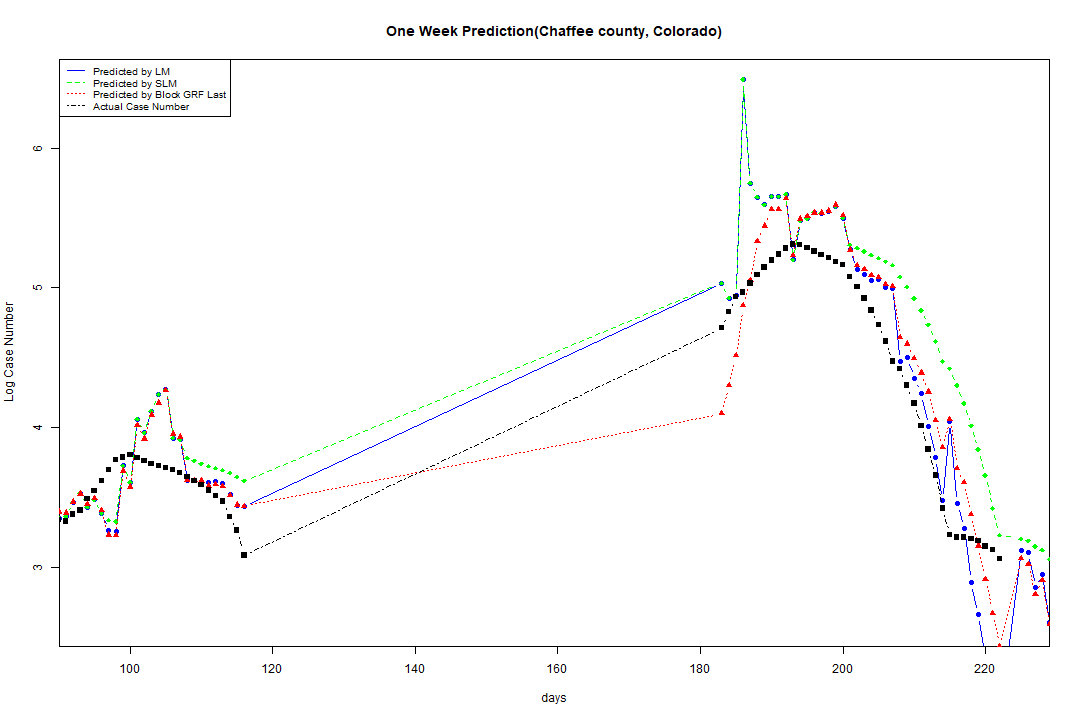 One Week Prediction(Chaffee county, Colorado)
Predicted by LM
Predicted by SLM
Predicted by Block GRF Last
Actual Case Number
Log Case Number
6
5
4
3
100 120 140 160 180 200 220
days